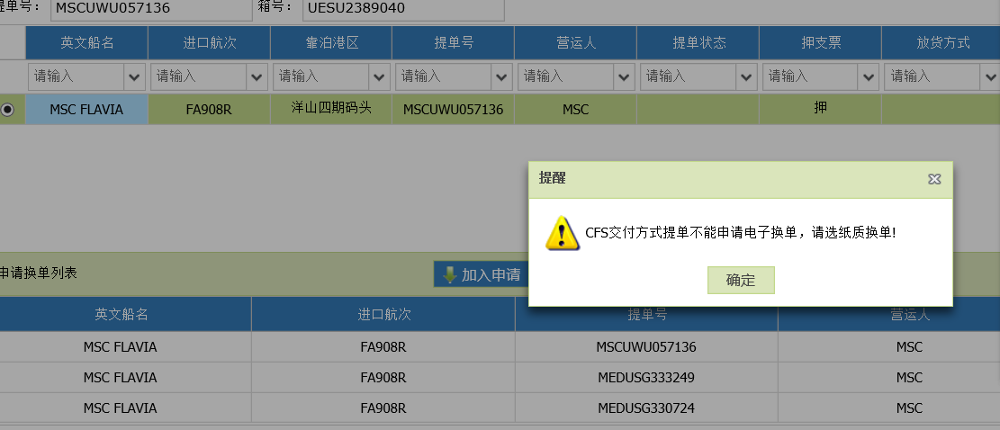 提单号： MSCUWU057136 箱号： UESU2389040
英文船名 进口航次 靠泊港区 提单号 营运人 提单状态 押支票 放货方式
请输入 请输入 请输入 请输入 请输入 请输入 请输入 请输入
MSC FLAVIA FA908R 洋山四期码头 MSCUWU057136 MSC 押
提醒
CFS交付方式提单不能申请电子换单，请选纸质换单!
确定
申请换单列表 加入申请
英文船名 进口航次 提单号 营运人
MSC FLAVIA FA908R MSCUWU057136 MSC
MSC FLAVIA FA908R MEDUSG333249 MSC
MSC FLAVIA FA908R MEDUSG330724 MSC